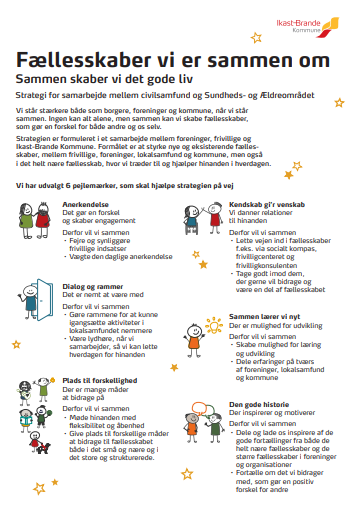 Ikast-Brande
Kommune
Fællesskaber vi er sammen om
Sammen skaber vi det gode liv
Strategi for samarbejde mellem civilsamfund og Sundheds- og Ældreområdet
Vi står stærkere både som borgere, foreninger og kommune, når vi står
sammen. Ingen kan alt alene, men sammen kan vi skabe fællesskaber,
som gør en forskel for både andre og os selv.
Strategien er formuleret i et samarbejde mellem foreninger, frivillige og
Ikast-Brande Kommune. Formålet er at styrke nye og eksisterende fælles-
skaber, mellem frivillige, foreninger, lokalsamfund og kommune, men også
i det helt nære fællesskab, hvor vi træder til og hjælper hinanden i hverdagen.
Vi har udvalgt 6 pejlemærker, som skal hjælpe strategien på vej
Anerkendelse
Det gør en forskel
og skaber engagement
Derfor vil vi sammen
• Fejre og synliggøre
frivillige indsatser
• Vægte den daglige anerkendelse
Dialog og rammer
Det er nemt at være med
Derfor vil vi sammen
• Gøre rammene for at kunne
igangsætte aktiviteter i
lokalsamfundet nemmere
• Være lydhøre, når vi
samarbejder, så vi kan lette
hverdagen for hinanden
Plads til forskellighed
Der er mange måder
at bidrage på
Derfor vil vi sammen
• Møde hinanden med
fleksibilitet og åbenhed
• Give plads til forskellige måder
at bidrage til fællesskabet
både i det små og nære og i
det store og strukturerede.
Kendskab gi'r venskab
Vi danner relationer
til hinanden
Derfor vil vi sammen
• Lette vejen ind i fællesskaber
f.eks. via socialt kompas,
frivilligcenteret og
frivilligkonsulenten
• Tage godt imod dem,
der gerne vil bidrage og
være en del af fællesskabet
Sammen lærer vi nyt
Der er mulighed for udvikling
Derfor vil vi sammen
• Skabe mulighed for læring
og udvikling
• Dele erfaringer på tværs
af foreninger, lokalsamfund
og kommune
Den gode historie
Der inspirerer og motiverer
Derfor vil vi sammen
• Dele og lade os inspirere af de
gode fortællinger fra både de
helt nære fællesskaber og de
større fællesskaber i foreninger
og organisationer
• Fortælle om det vi bidrager
med, som gør en positiv
forskel for andre